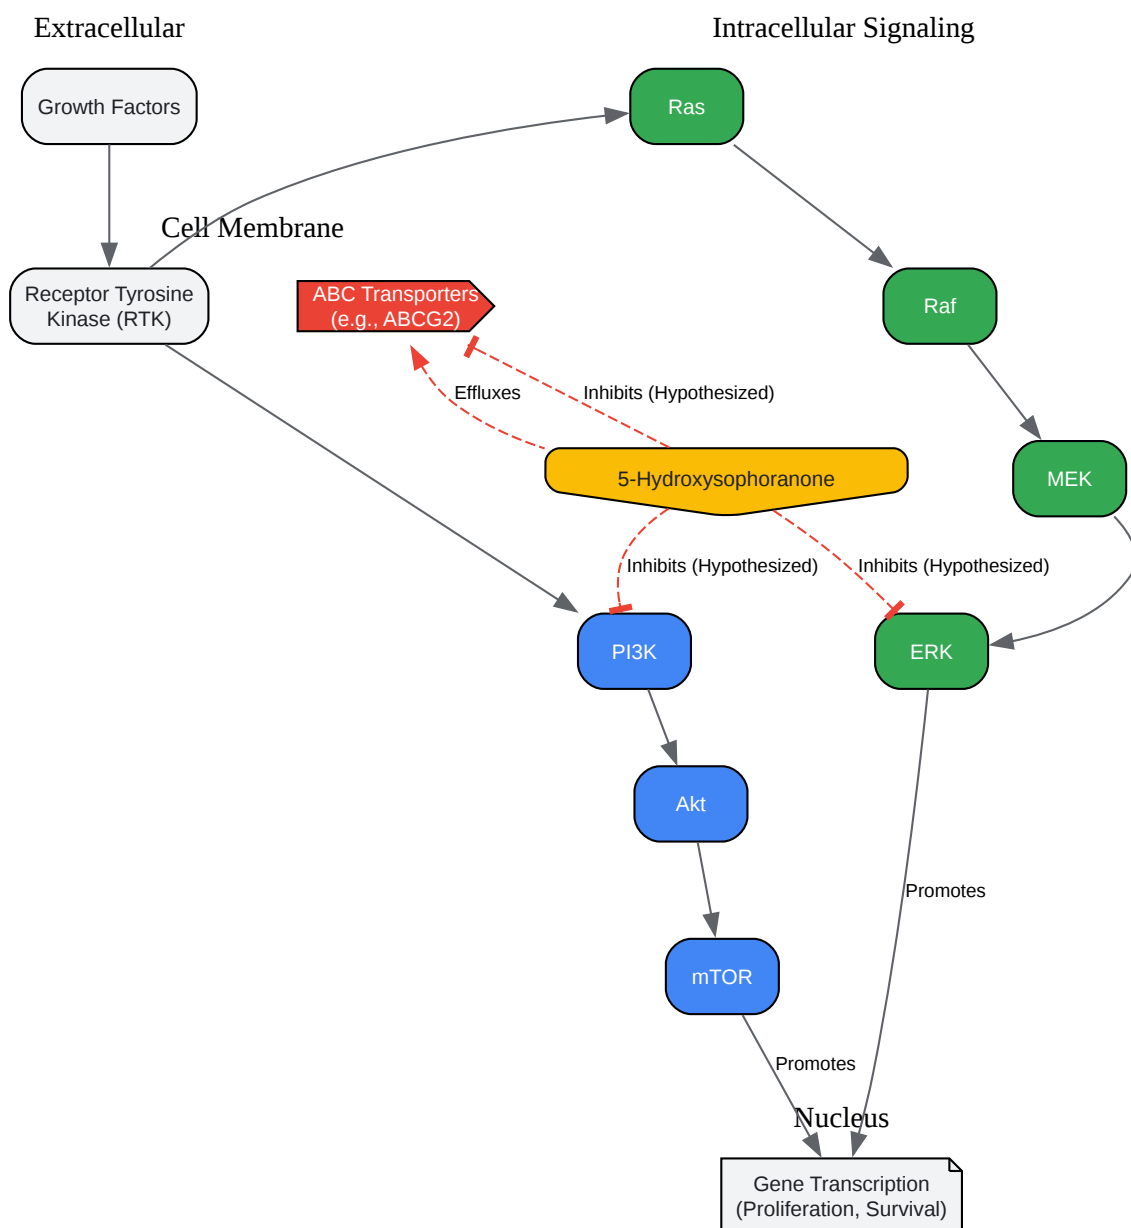 Extracellular
Intracellular Signaling
Growth Factors
Ras
Cell Membrane
Receptor Tyrosine
Kinase (RTK)
ABC Transporters
(e.g., ABCG2)
Raf
Effluxes
Inhibits (Hypothesized)
5-Hydroxysophoranone
MEK
Inhibits (Hypothesized)
Inhibits (Hypothesized)
PI3K
ERK
Akt
Promotes
mTOR
Promotes
Nucleus
Gene Transcription
(Proliferation, Survival)